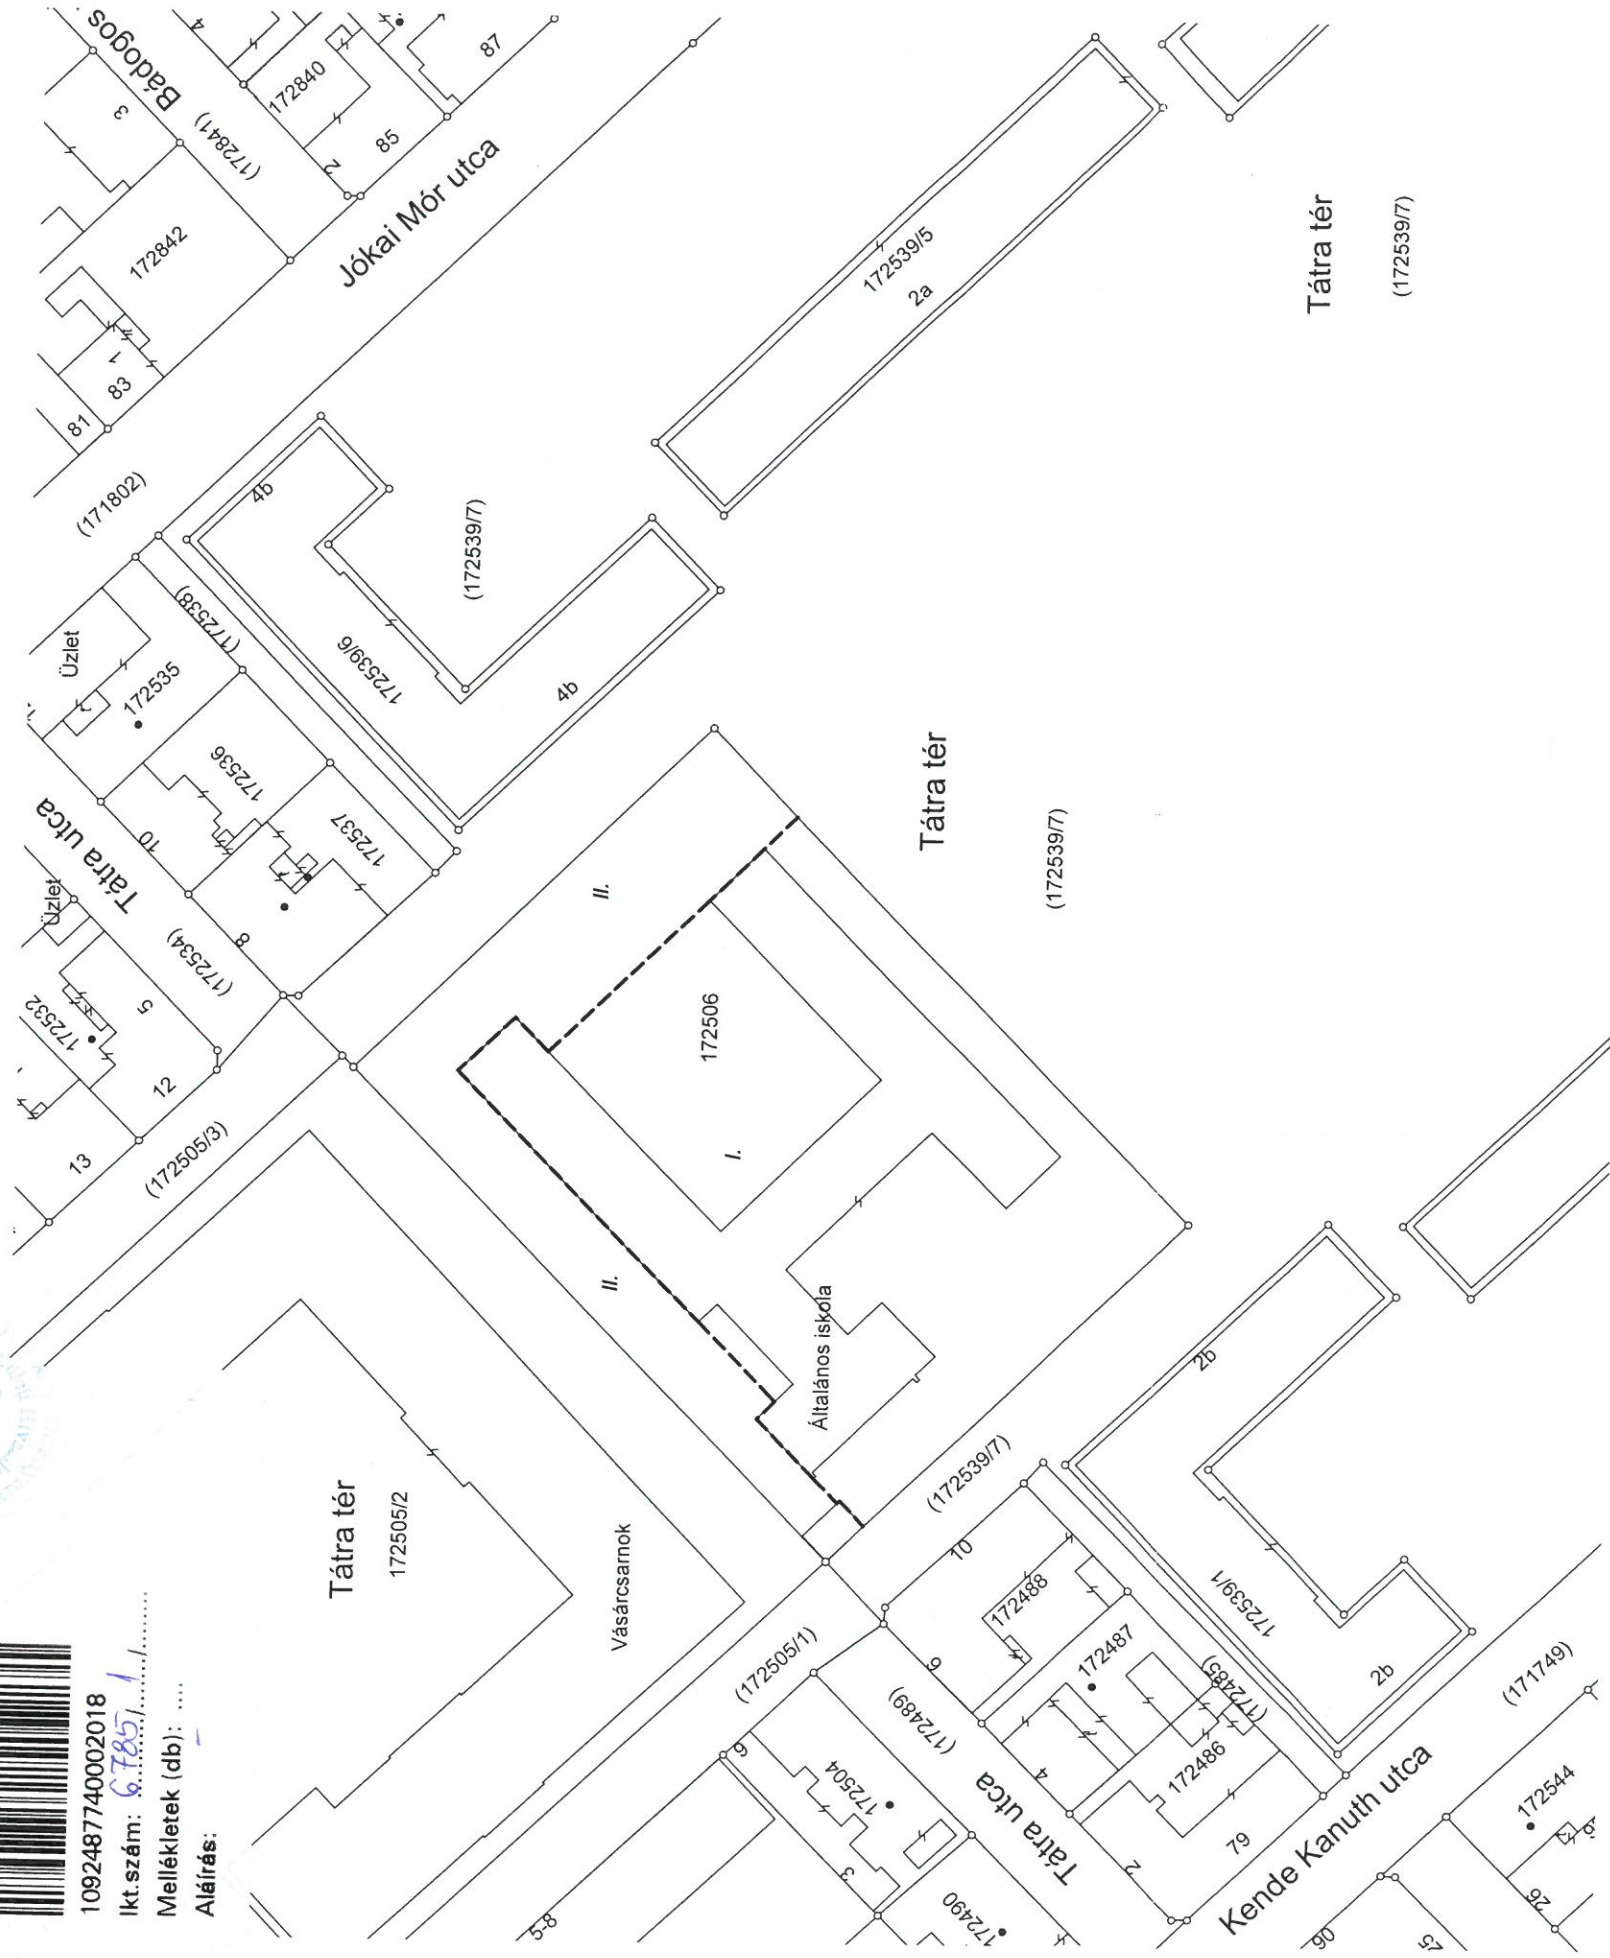 1092487740002018
Ikt.szám: 6785/1/
Mellékletek (db): ....
Aláírás: -
Bádogos
(172841)
3
4
172840
2
85
87
Jókai Mór utca
172842
1
83
81
(171802)
Üzlet
172535
(172538)
172536
10
172537
8
Tátra utca
(172534)
Üzlet
5
172532
12
13
(172505/3)
4b
172539/6
4b
(172539/7)
172539/5
2a
Tátra tér
(172539/7)
Tátra tér
(172539/7)
II.
172506
I.
II.
Általános iskola
Tátra tér
172505/2
Vásárcsarnok
(172539/7)
(172505/1)
10
172488
6
172487
(172489)
4
(172485)
172486
2
79
Tátra utca
6
172504
3
172490
5-8
2b
172539/1
2b
Kende Kanuth utca
(171749)
172544
26
90
25